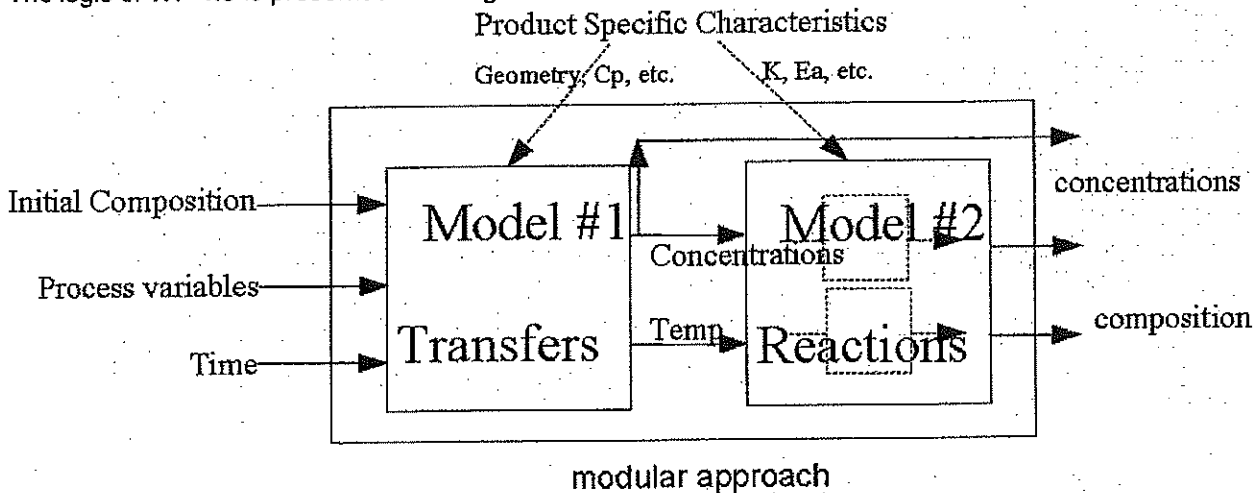 Product Specific Characteristics
Geometry, Cp, etc.
K, Ea, etc.
Initial Composition
Process variables
Time
Model #1
Transfers
Concentrations
Temp
Model #2
Reactions
concentrations
composition
modular approach